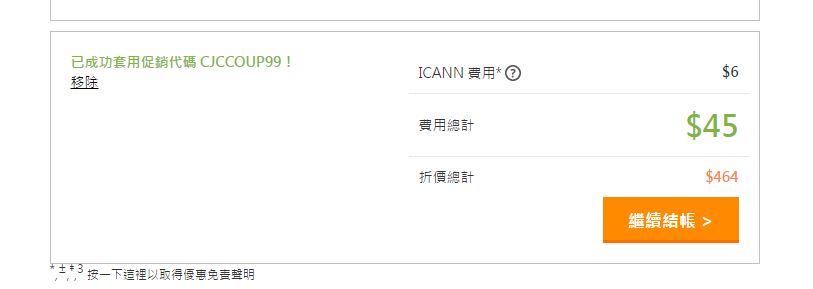 已成功套用促銷代碼 CJCCOUP99！
移除
ICANN 費用* ?
$6
費用總計
$45
折價總計
$464
繼續結帳 >
* ± ‡ 3 按一下這裡以取得優惠免責聲明